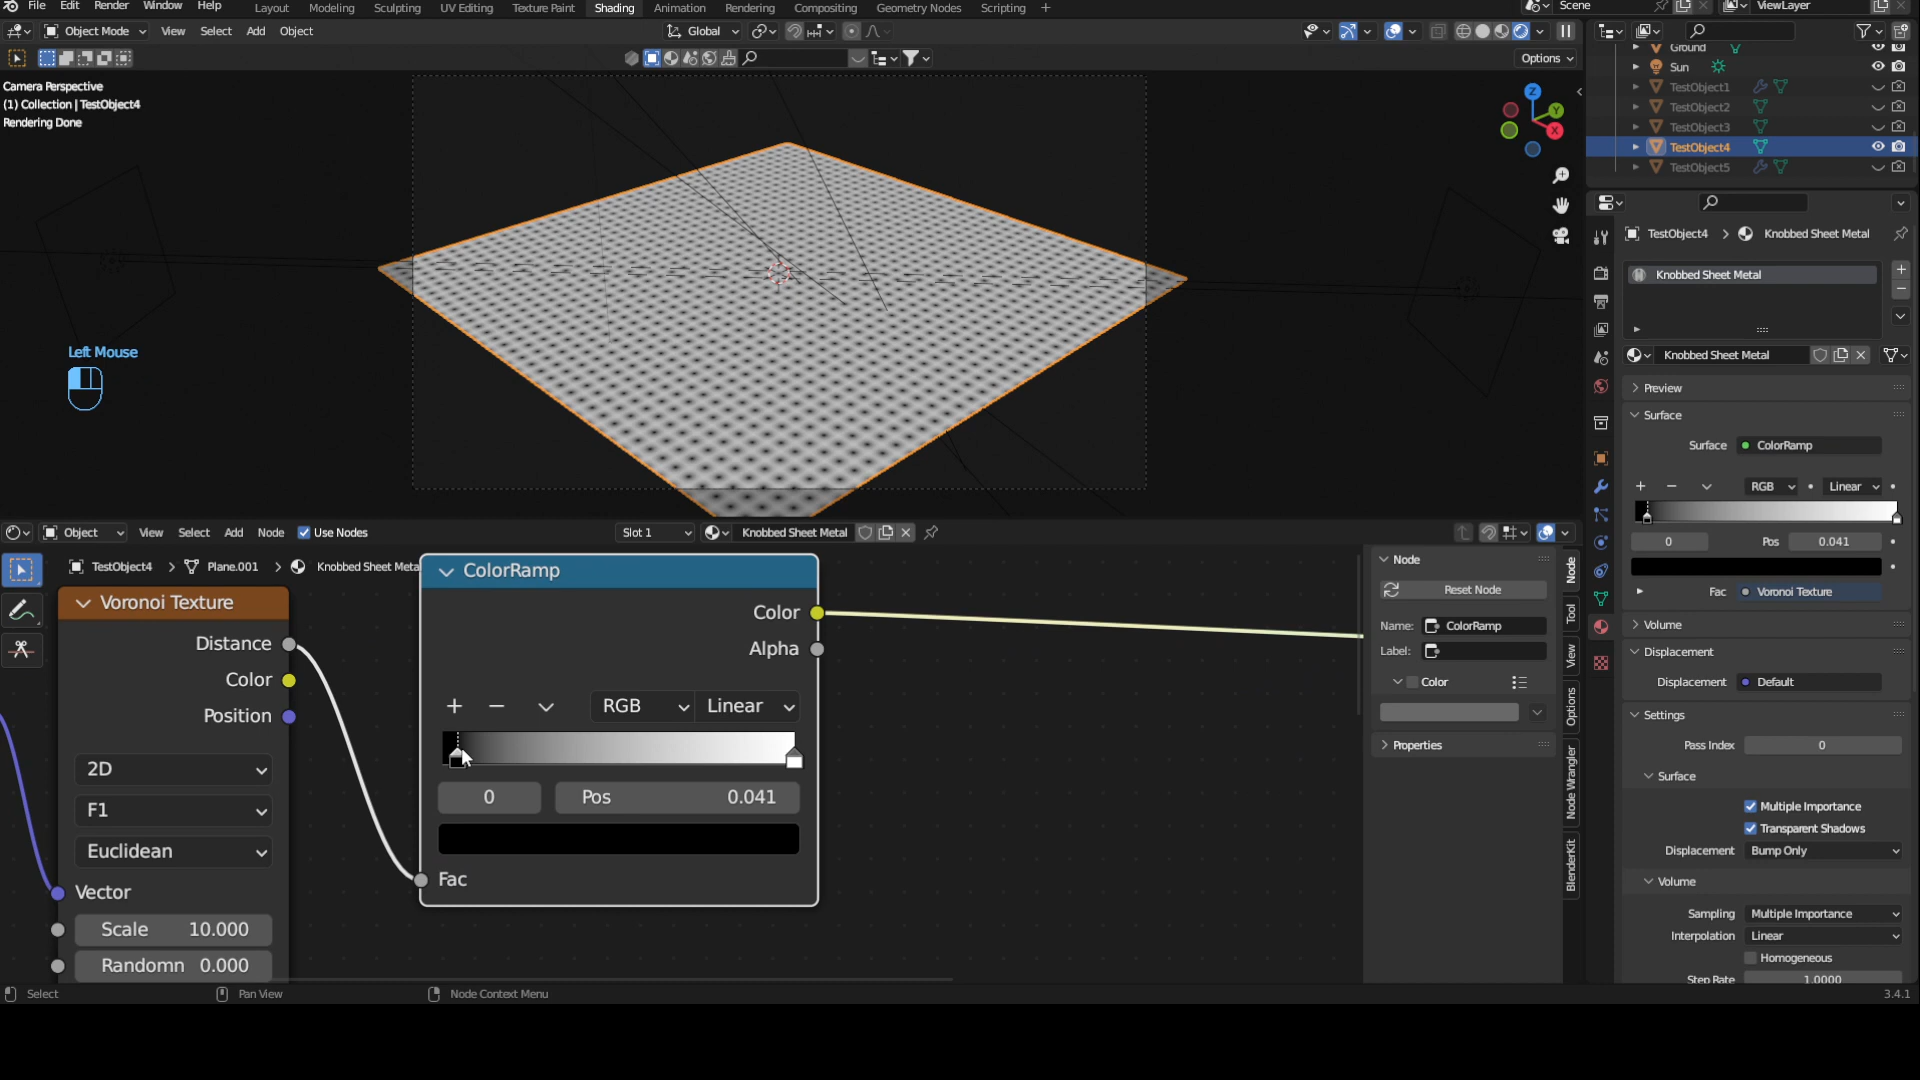 File Edit Render Window Help Layout Modeling Sculpting UV Editing Texture Paint Shading Animation Rendering Compositing Geometry Nodes Scripting + Scene ViewLayer
Object Mode View Select Add Object Global
Options
Camera Perspective
(1) Collection | TestObject4
Rendering Done
Z
Y
X
Left Mouse
Ground
Sun
TestObject1
TestObject2
TestObject3
TestObject4
TestObject5
TestObject4 > Knobbed Sheet Metal
Knobbed Sheet Metal
Knobbed Sheet Metal
Preview
Surface
Surface ColorRamp
RGB Linear
0 Pos 0.041
Fac Voronoi Texture
Volume
Displacement
Displacement Default
Settings
Pass Index 0
Surface
Multiple Importance
Transparent Shadows
Displacement Bump Only
Volume
Sampling Multiple Importance
Interpolation Linear
Homogeneous
Step Rate 1.0000
Object View Select Add Node Use Nodes Slot 1 Knobbed Sheet Metal
TestObject4 > Plane.001 > Knobbed Sheet Meta
Voronoi Texture
Distance
Color
Position
2D
F1
Euclidean
Vector
Scale 10.000
Randomn 0.000
ColorRamp
Color
Alpha
RGB Linear
0 Pos 0.041
Fac
Node
Reset Node
Name: ColorRamp
Label:
Color
Properties
Node
Tool
View
Options
Node Wrangler
BlenderKit
Select Pan View Node Context Menu 3.4.1